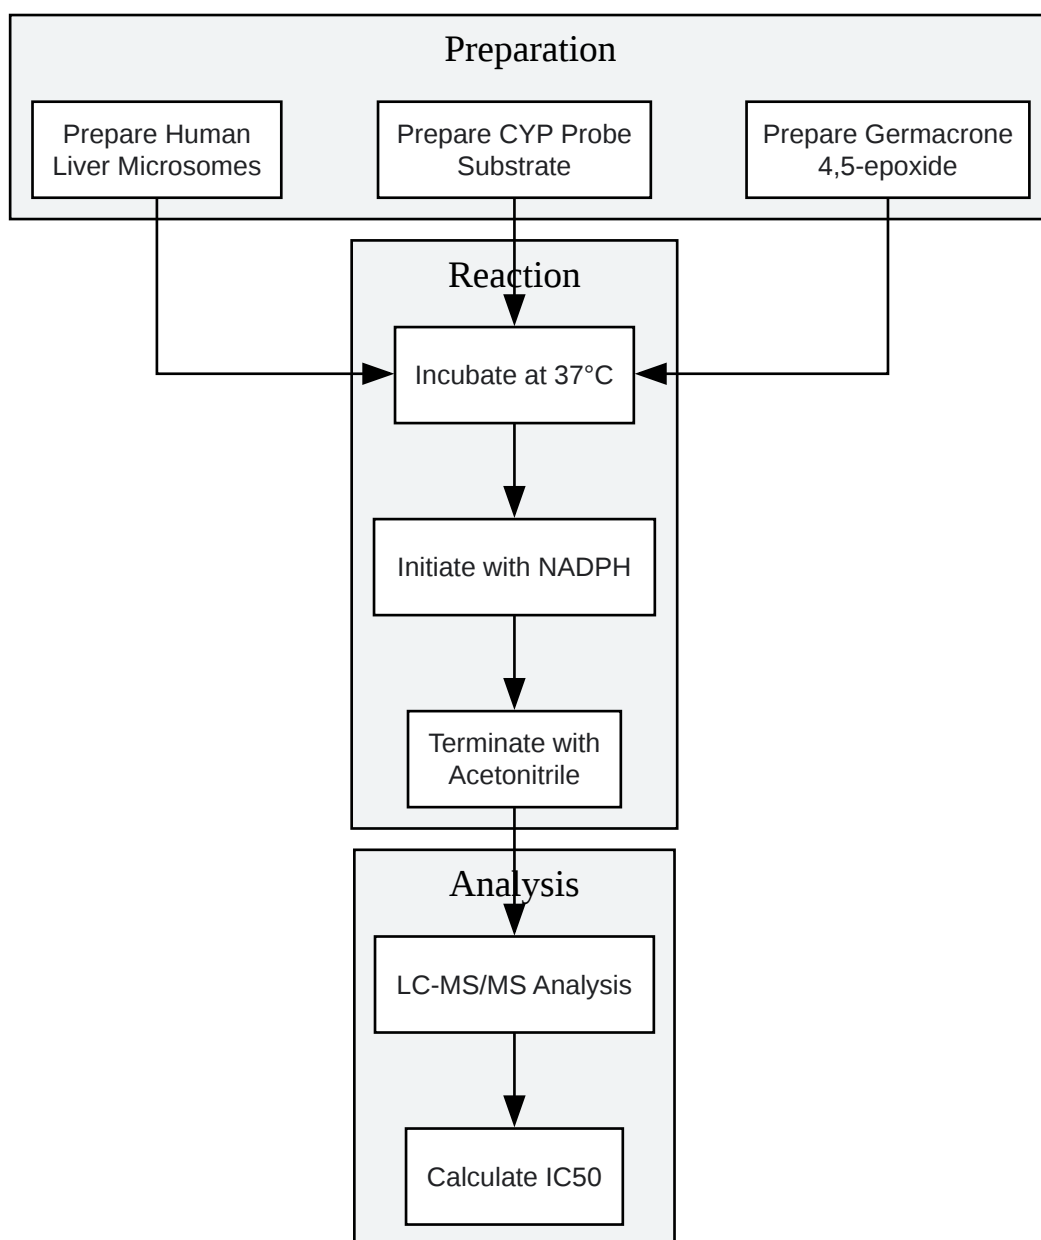 Preparation
Prepare Human
Liver Microsomes
Prepare CYP Probe
Substrate
Prepare Germacrone
4,5-epoxide
Reaction
Incubate at 37°C
Initiate with NADPH
Terminate with
Acetonitrile
Analysis
LC-MS/MS Analysis
Calculate IC50